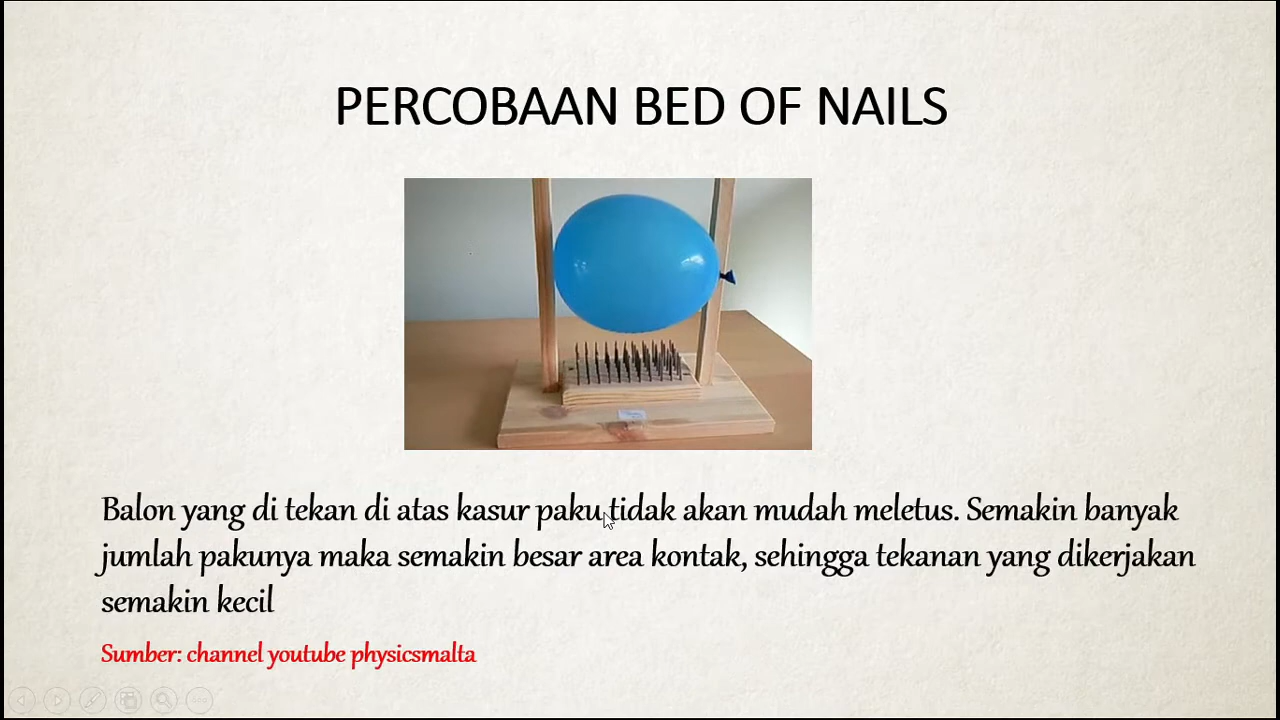 PERCOBAAN BED OF NAILS
Balon yang di tekan di atas kasur paku tidak akan mudah meletus. Semakin banyak
jumlah pakunya maka semakin besar area kontak, sehingga tekanan yang dikerjakan
semakin kecil
Sumber: channel youtube physicsmalta